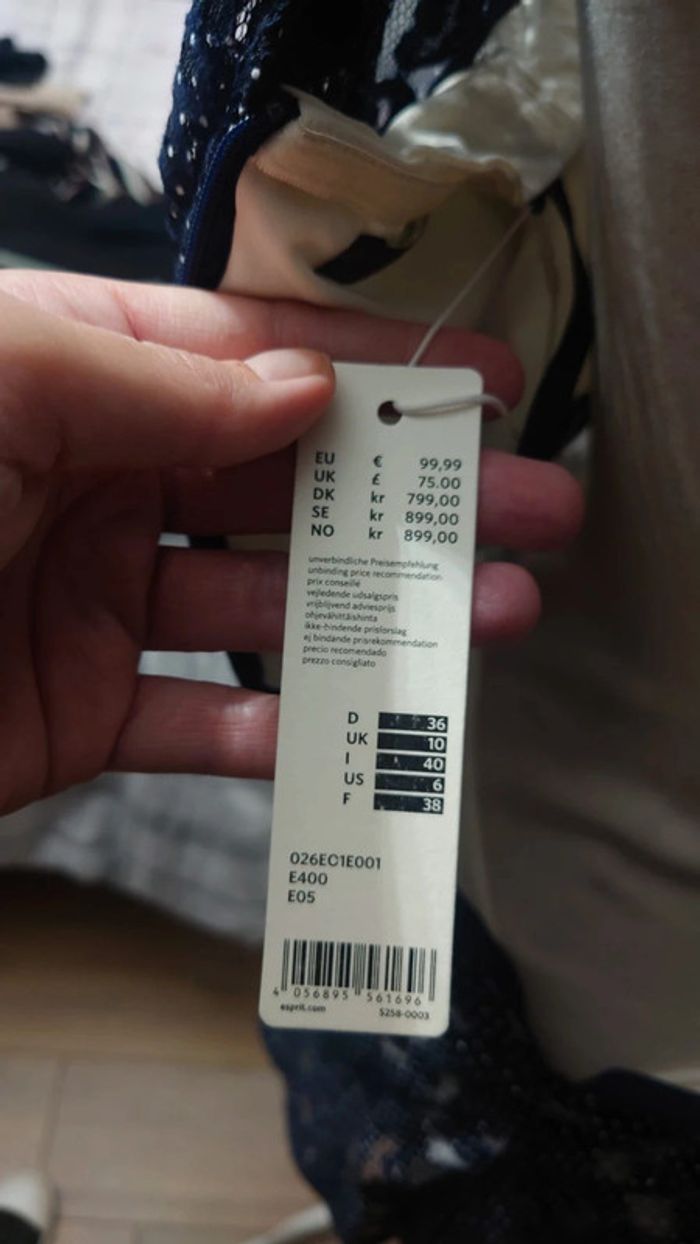 EU € 99,99
UK £ 75.00
DK kr 799,00
SE kr 899,00
NO kr 899,00
unverbindliche Preisempfehlung
unbinding price recommendation
prix conseillé
vejledende udsalgspris
vrijblijvend adviesprijs
ohjevähittäishinta
ikke-bindende prisforslag
ej bindande prisrekommendation
precio recomendado
prezzo consigliato
D 36
UK 10
I 40
US 6
F 38
026EC1E001
E400
E05
4 056895 561696
esprit.com 5258-0003